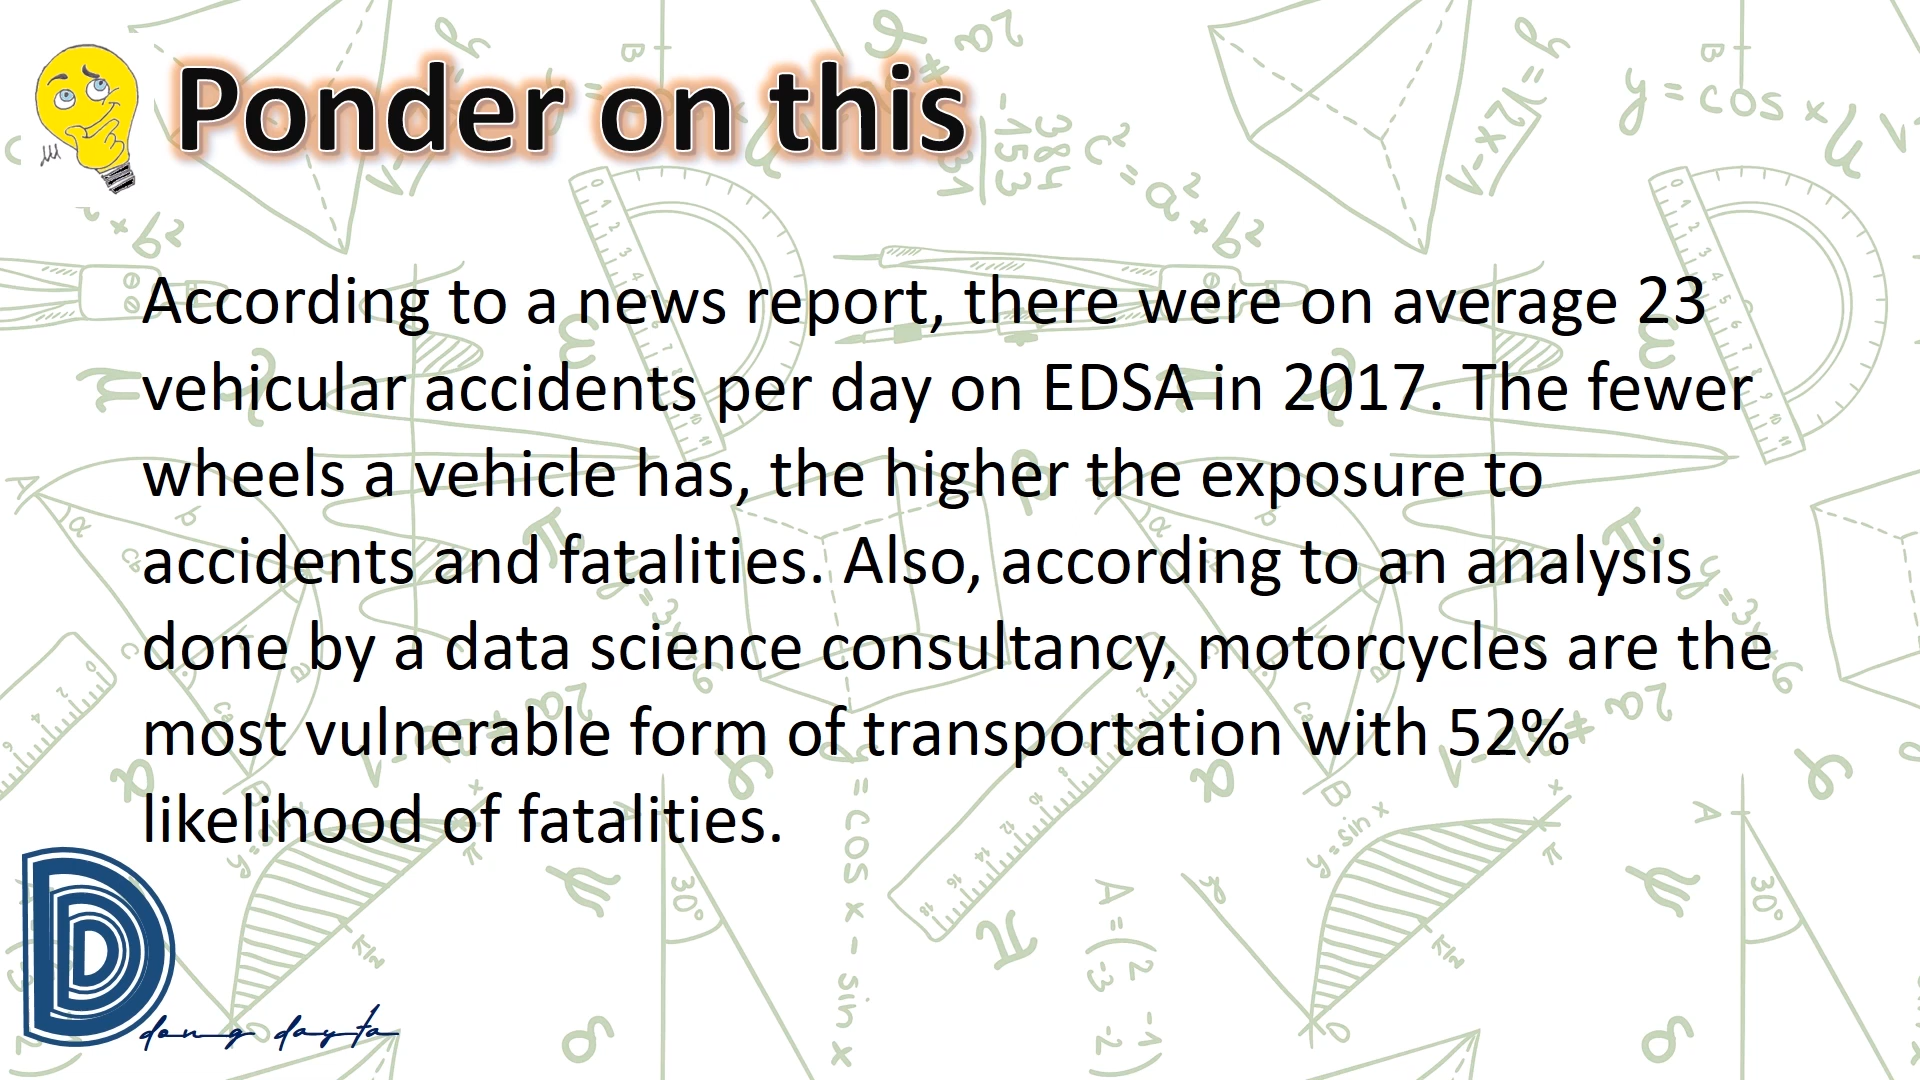 Ponder on this
According to a news report, there were on average 23
vehicular accidents per day on EDSA in 2017. The fewer
wheels a vehicle has, the higher the exposure to
accidents and fatalities. Also, according to an analysis
done by a data science consultancy, motorcycles are the
most vulnerable form of transportation with 52%
likelihood of fatalities.
dong dayta